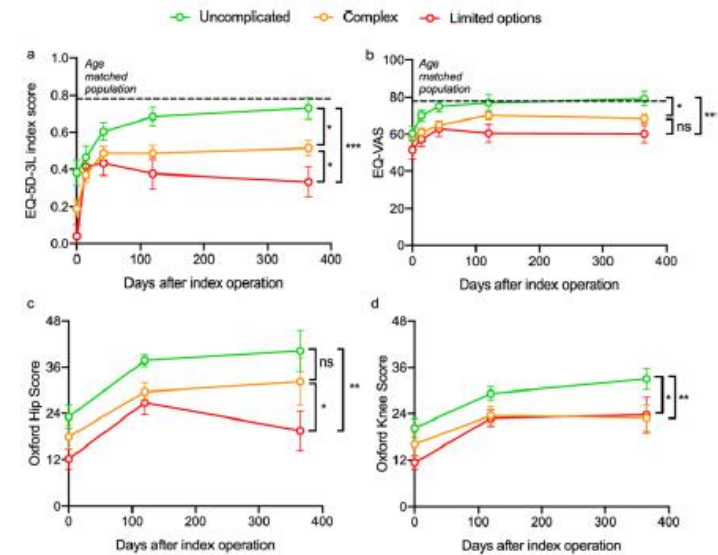 Uncomplicated Complex Limited options
a
Age
matched
population
EQ-5D-3L index score
1.0
0.8
0.6
0.4
0.2
0.0
0 100 200 300 400
Days after index operation
*
*
***
b
Age
matched
population
EQ-VAS
100
80
60
40
20
0
0 100 200 300 400
Days after index operation
*
ns
**
c
Oxford Hip Score
48
36
24
12
0
0 100 200 300 400
Days after index operation
ns
*
**
d
Oxford Knee Score
48
36
24
12
0
0 100 200 300 400
Days after index operation
*
**